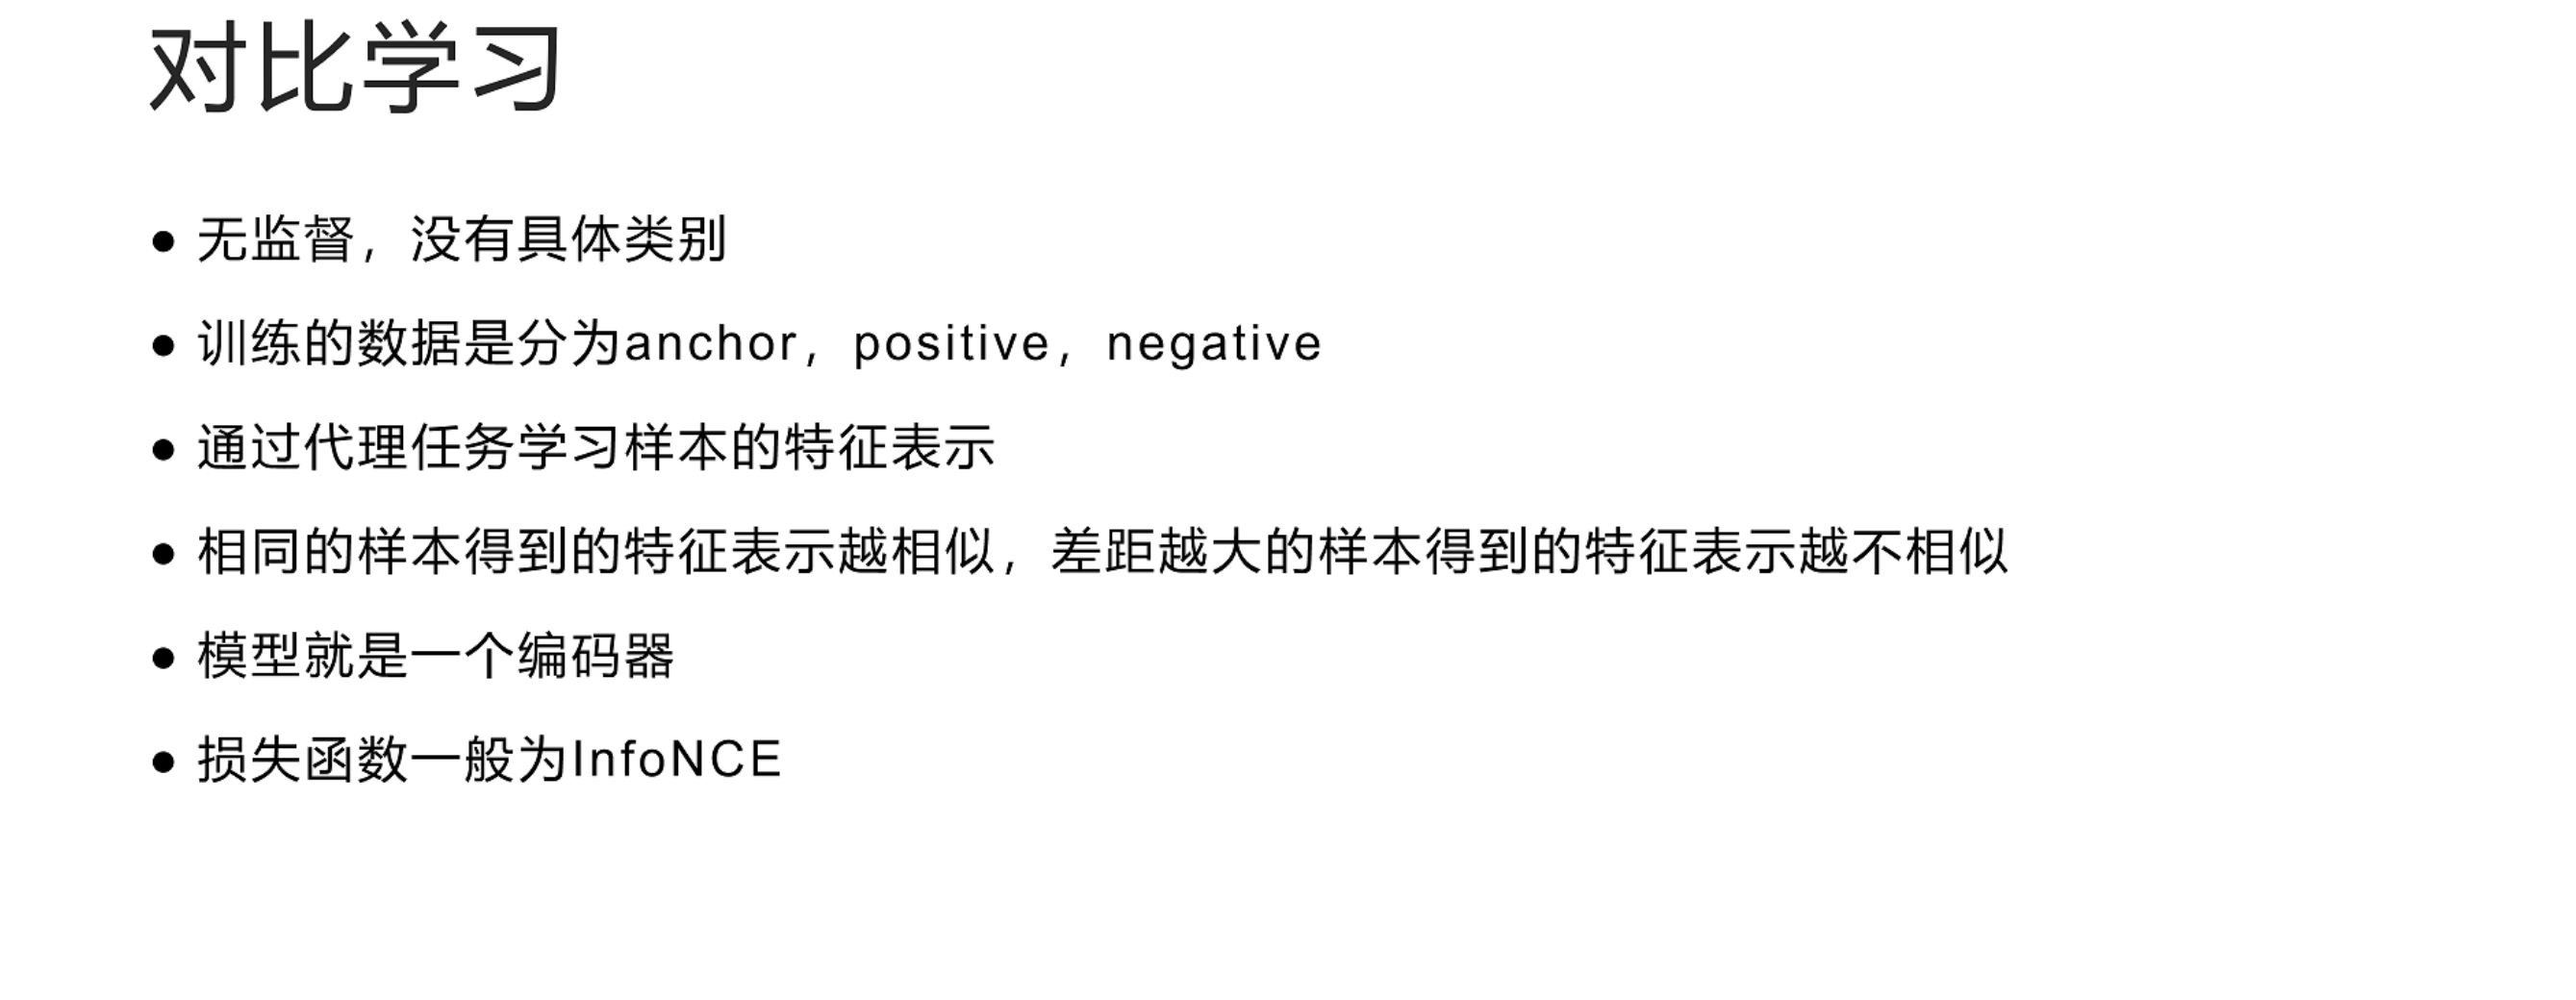 对比学习
• 无监督，没有具体类别
• 训练的数据是分为anchor，positive，negative
• 通过代理任务学习样本的特征表示
• 相同的样本得到的特征表示越相似，差距越大的样本得到的特征表示越不相似
• 模型就是一个编码器
• 损失函数一般为InfoNCE